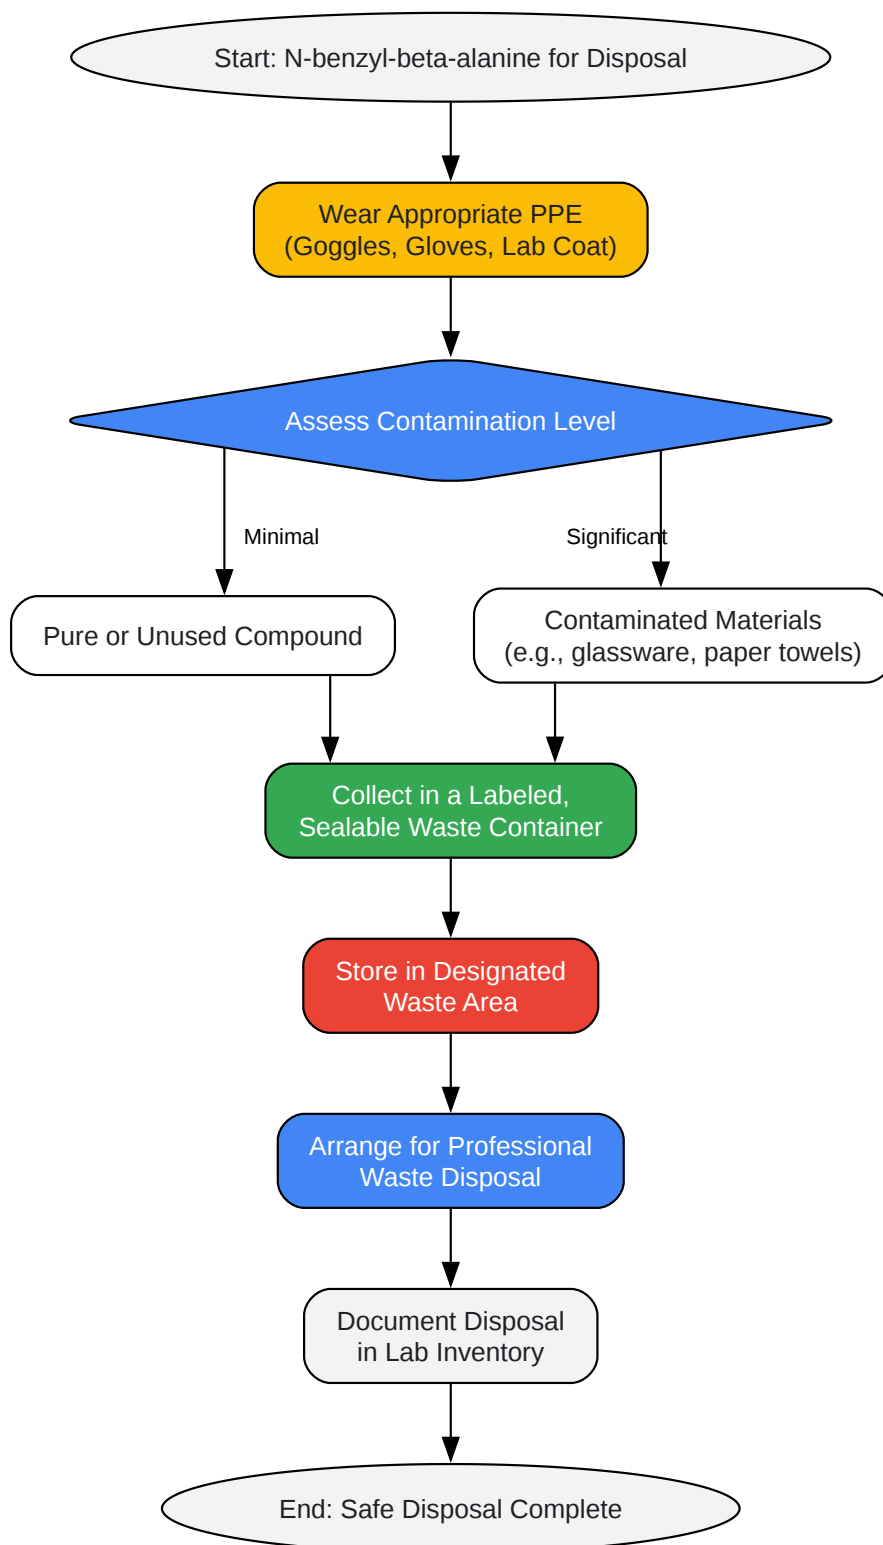 Start: N-benzyl-beta-alanine for Disposal
Wear Appropriate PPE
(Goggles, Gloves, Lab Coat)
Assess Contamination Level
Minimal
Significant
Pure or Unused Compound
Contaminated Materials
(e.g., glassware, paper towels)
Collect in a Labeled,
Sealable Waste Container
Store in Designated
Waste Area
Arrange for Professional
Waste Disposal
Document Disposal
in Lab Inventory
End: Safe Disposal Complete